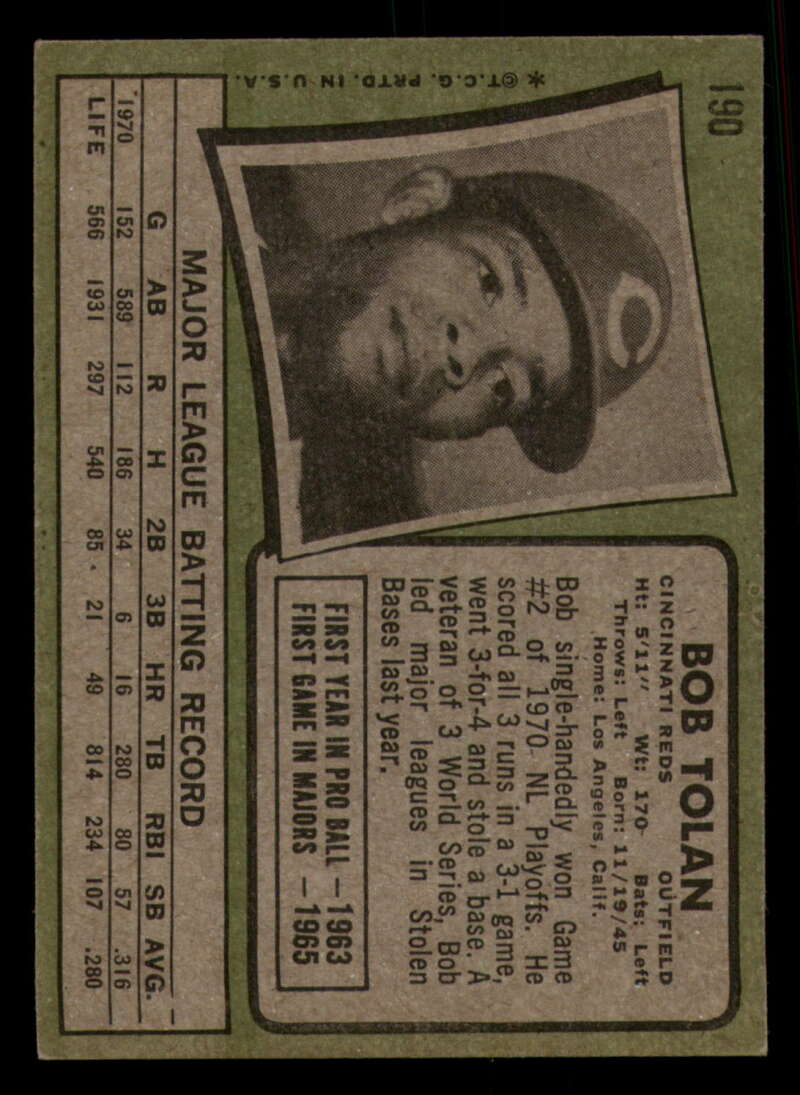 190
* ©T.C.G. PRTD. IN U.S.A.
C
BOB TOLAN
CINCINNATI REDS OUTFIELD
Ht: 5/11" Wt: 170 Bats: Left
Throws: Left Born: 11/19/45
Home: Los Angeles, Calif.
Bob single-handedly won Game
#2 of 1970 NL Playoffs. He
scored all 3 runs in a 3-1 game,
went 3-for-4 and stole a base. A
veteran of 3 World Series, Bob
led major leagues in Stolen
Bases last year.
FIRST YEAR IN PRO BALL — 1963
FIRST GAME IN MAJORS — 1965
MAJOR LEAGUE BATTING RECORD
G AB R H 2B 3B HR TB RBI SB AVG.
1970 152 589 112 186 34 6 16 280 80 57 .316
LIFE 566 1931 297 540 85 21 49 814 234 107 .280